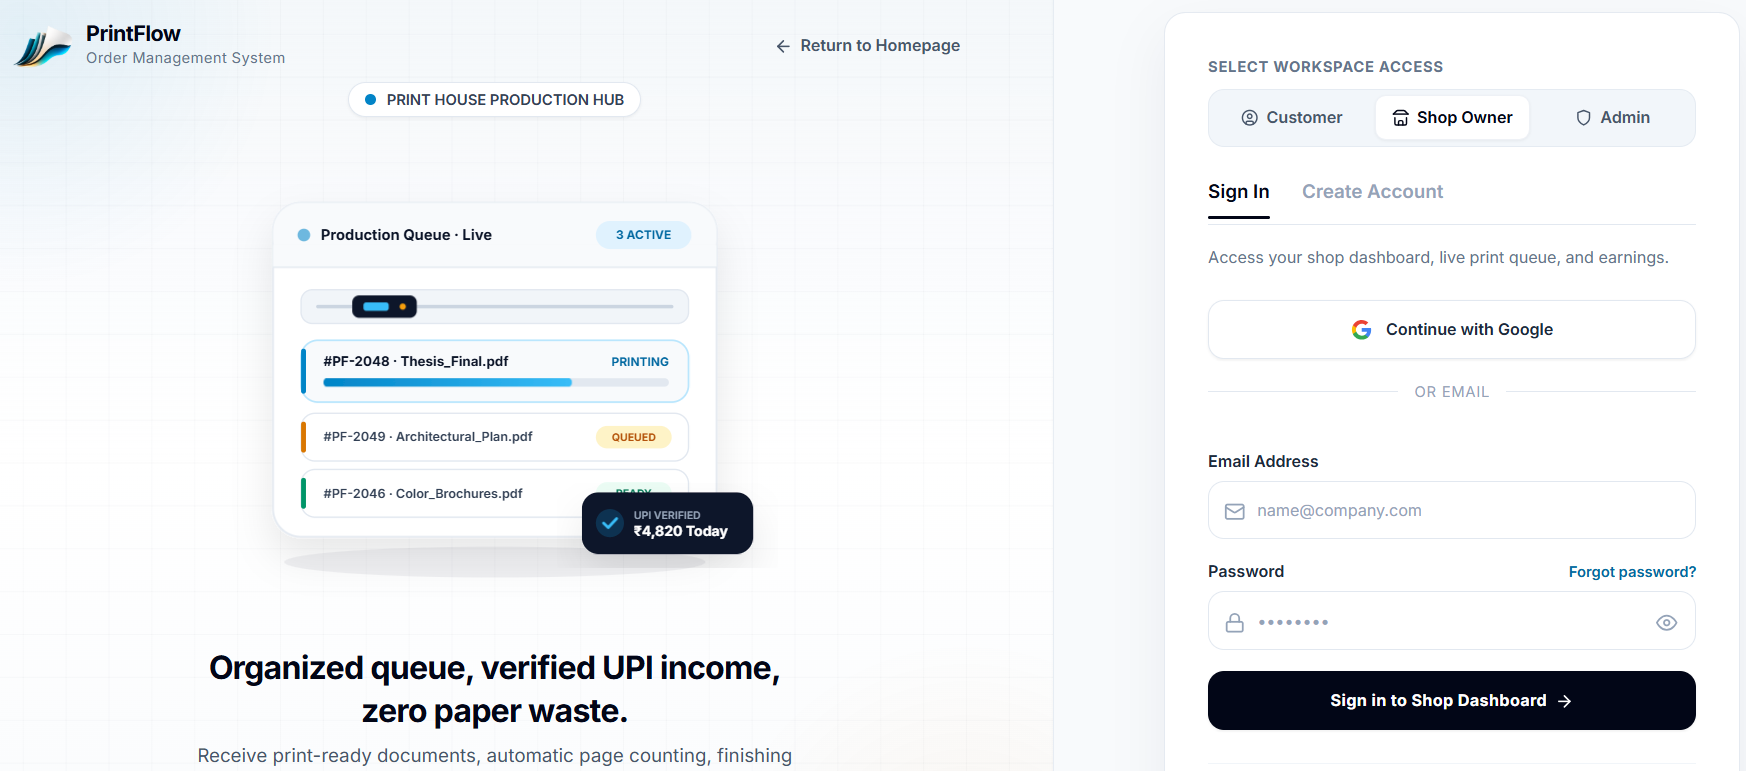 PrintFlow
Order Management System
Return to Homepage
PRINT HOUSE PRODUCTION HUB
Production Queue · Live
3 ACTIVE
#PF-2048 · Thesis_Final.pdf
PRINTING
#PF-2049 · Architectural_Plan.pdf
QUEUED
#PF-2046 · Color_Brochures.pdf
READY
UPI VERIFIED
₹4,820 Today
Organized queue, verified UPI income,
zero paper waste.
Receive print-ready documents, automatic page counting, finishing
SELECT WORKSPACE ACCESS
Customer
Shop Owner
Admin
Sign In
Create Account
Access your shop dashboard, live print queue, and earnings.
Continue with Google
OR EMAIL
Email Address
name@company.com
Password
Forgot password?
Sign in to Shop Dashboard